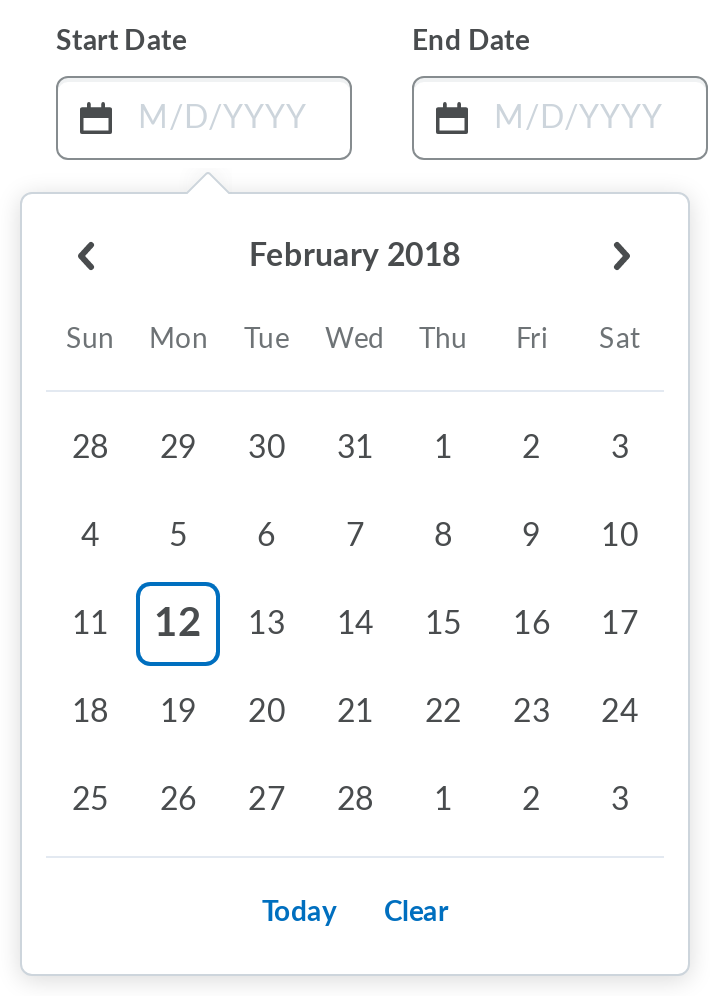 Start Date End Date
M/D/YYYY M/D/YYYY
February 2018
Sun Mon Tue Wed Thu Fri Sat
28 29 30 31 1 2 3
4 5 6 7 8 9 10
11 12 13 14 15 16 17
18 19 20 21 22 23 24
25 26 27 28 1 2 3
Today Clear